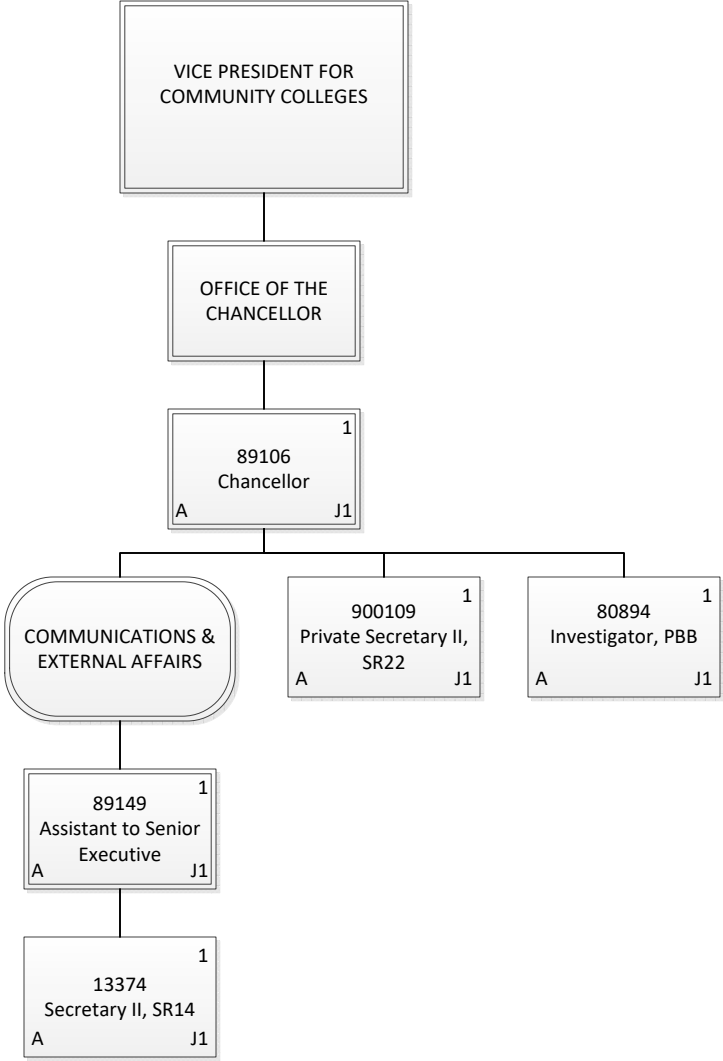 VICE PRESIDENT FOR
COMMUNITY COLLEGES
OFFICE OF THE
CHANCELLOR
1
89106
Chancellor
A J1
COMMUNICATIONS &
EXTERNAL AFFAIRS
1
900109
Private Secretary II,
SR22
A J1
1
80894
Investigator, PBB
A J1
1
89149
Assistant to Senior
Executive
A J1
1
13374
Secretary II, SR14
A J1